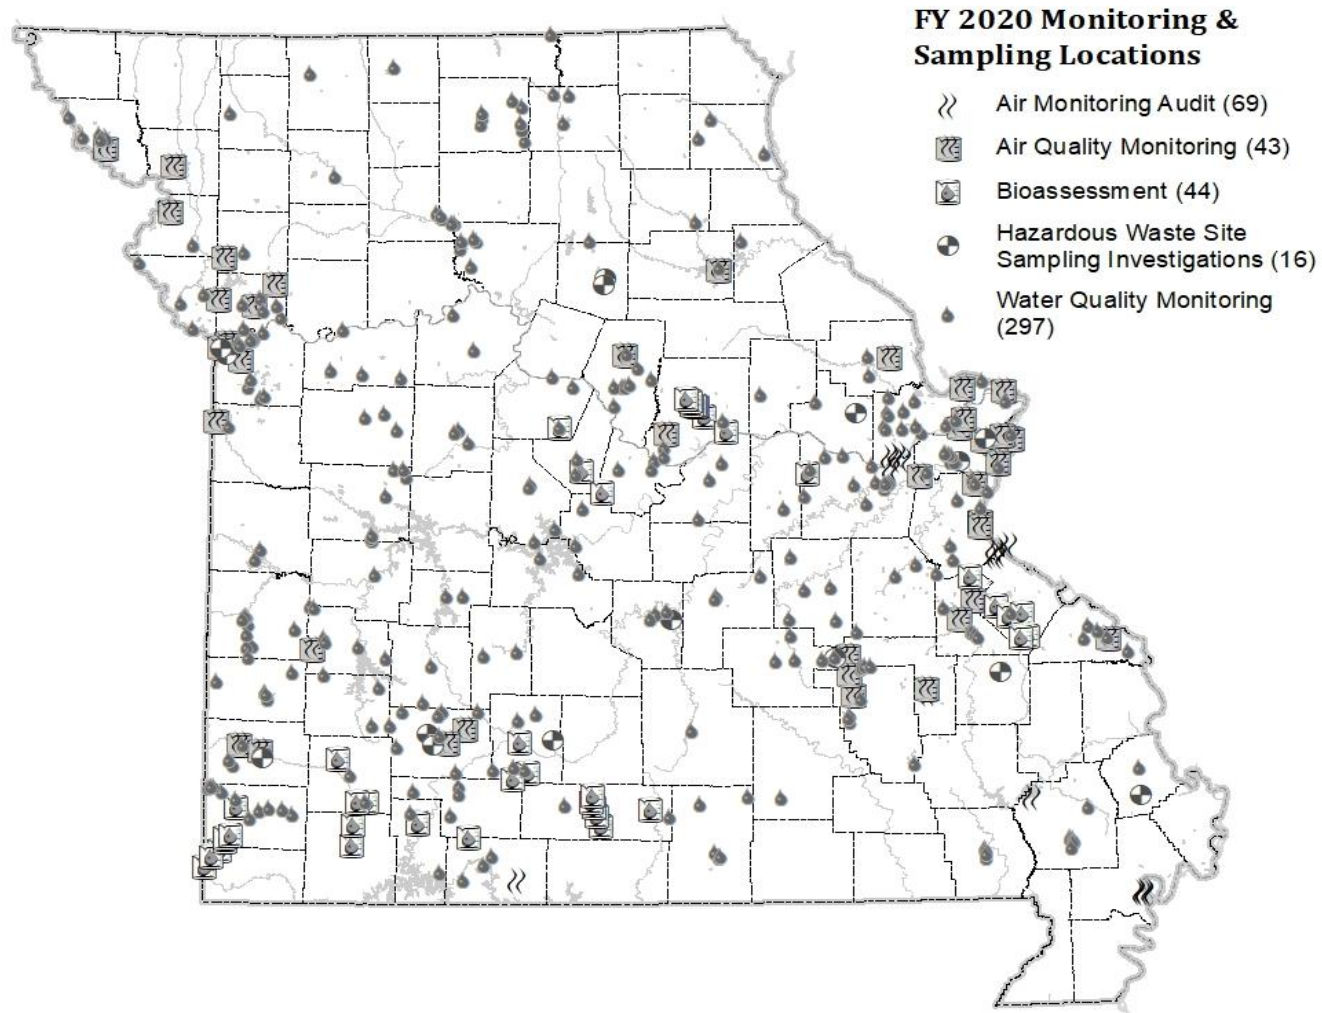 FY 2020 Monitoring &
Sampling Locations
Air Monitoring Audit (69)
Air Quality Monitoring (43)
Bioassessment (44)
Hazardous Waste Site
Sampling Investigations (16)
Water Quality Monitoring
(297)